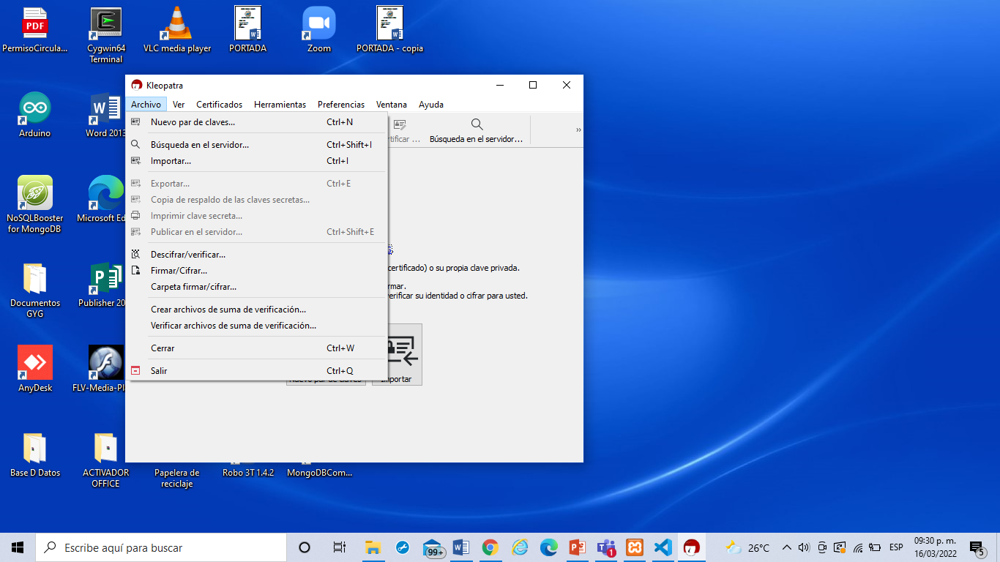 PDF
PermisoCircula...
Cygwin64
Terminal
VLC media player
PORTADA
Zoom
PORTADA - copia
Kleopatra
Archivo
Ver
Certificados
Herramientas
Preferencias
Ventana
Ayuda
Nuevo par de claves... Ctrl+N
Búsqueda en el servidor... Ctrl+Shift+I
Importar... Ctrl+I
Exportar... Ctrl+E
Copia de respaldo de las claves secretas...
Imprimir clave secreta...
Publicar en el servidor... Ctrl+Shift+E
Descifrar/verificar...
Firmar/Cifrar...
Carpeta firmar/cifrar...
Crear archivos de suma de verificación...
Verificar archivos de suma de verificación...
Cerrar Ctrl+W
Salir Ctrl+Q
tificar ...
Búsqueda en el servidor...
»
certificado) o su propia clave privada.
rmar.
verificar su identidad o cifrar para usted.
Nuevo par de claves
Importar
Arduino
Word 2013
NoSQLBooster
for MongoDB
Microsoft Ed
Documentos
GYG
Publisher 20
AnyDesk
FLV-Media-Pl
Base D Datos
ACTIVADOR
OFFICE
Papelera de
reciclaje
Robo 3T 1.4.2
MongoDBCom...
Escribe aquí para buscar
99+
1
26°C
ESP
09:30 p. m.
16/03/2022
5